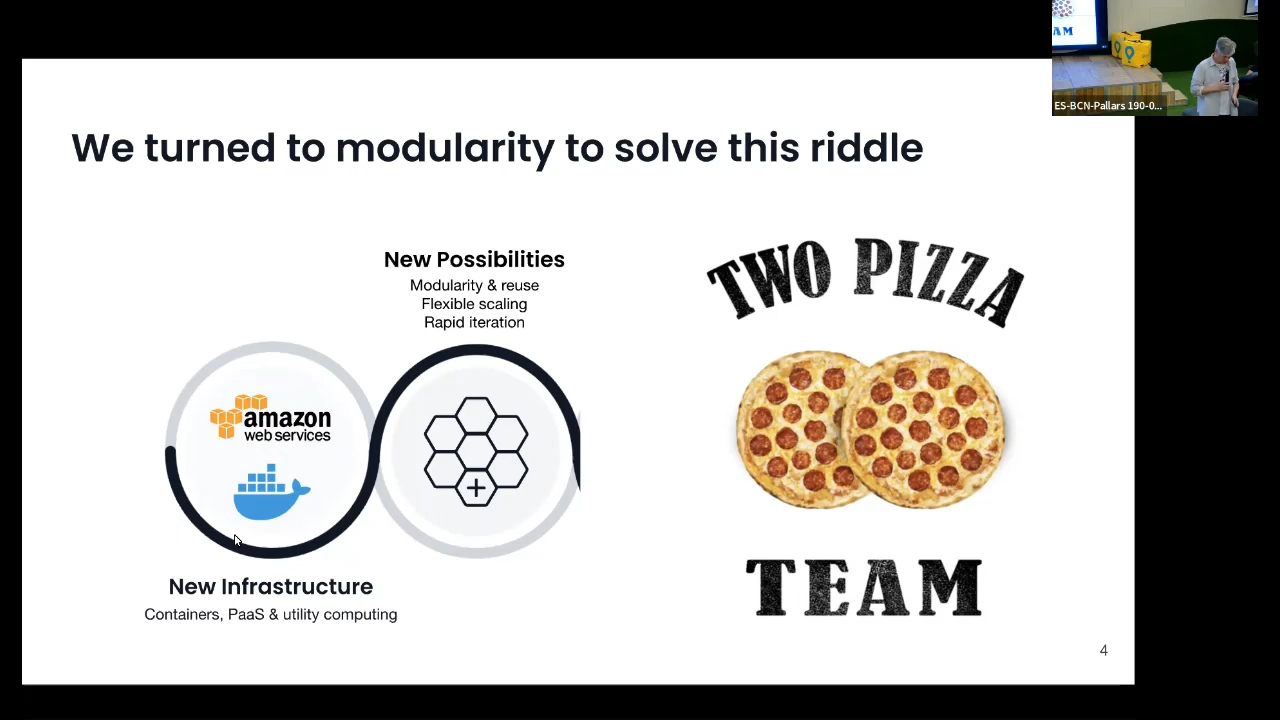 We turned to modularity to solve this riddle
New Possibilities
Modularity & reuse
Flexible scaling
Rapid iteration
amazon
web services
New Infrastructure
Containers, PaaS & utility computing
TWO PIZZA
TEAM
4
AM
ES-BCN-Pallars 190-0...